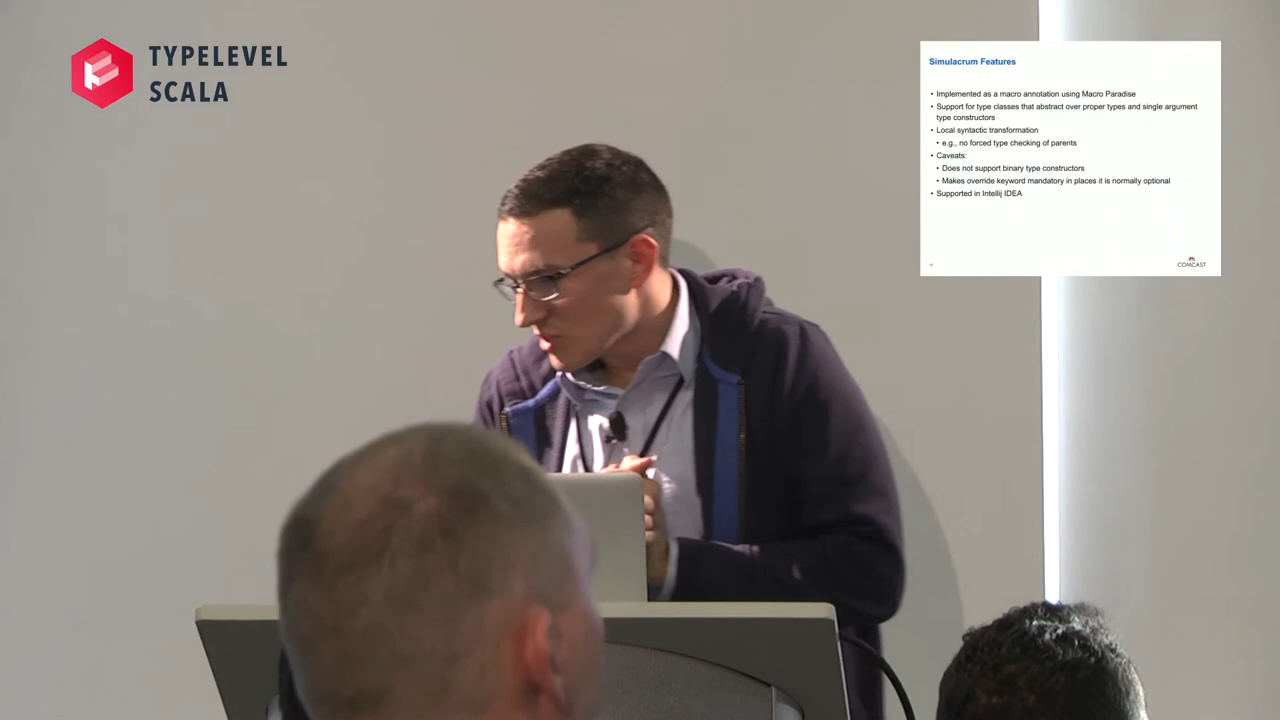 TYPELEVEL
SCALA
Simulacrum Features
• Implemented as a macro annotation using Macro Paradise
• Support for type classes that abstract over proper types and single argument
type constructors
• Local syntactic transformation
• e.g., no forced type checking of parents
• Caveats:
• Does not support binary type constructors
• Makes override keyword mandatory in places it is normally optional
• Supported in Intellij IDEA
COMCAST